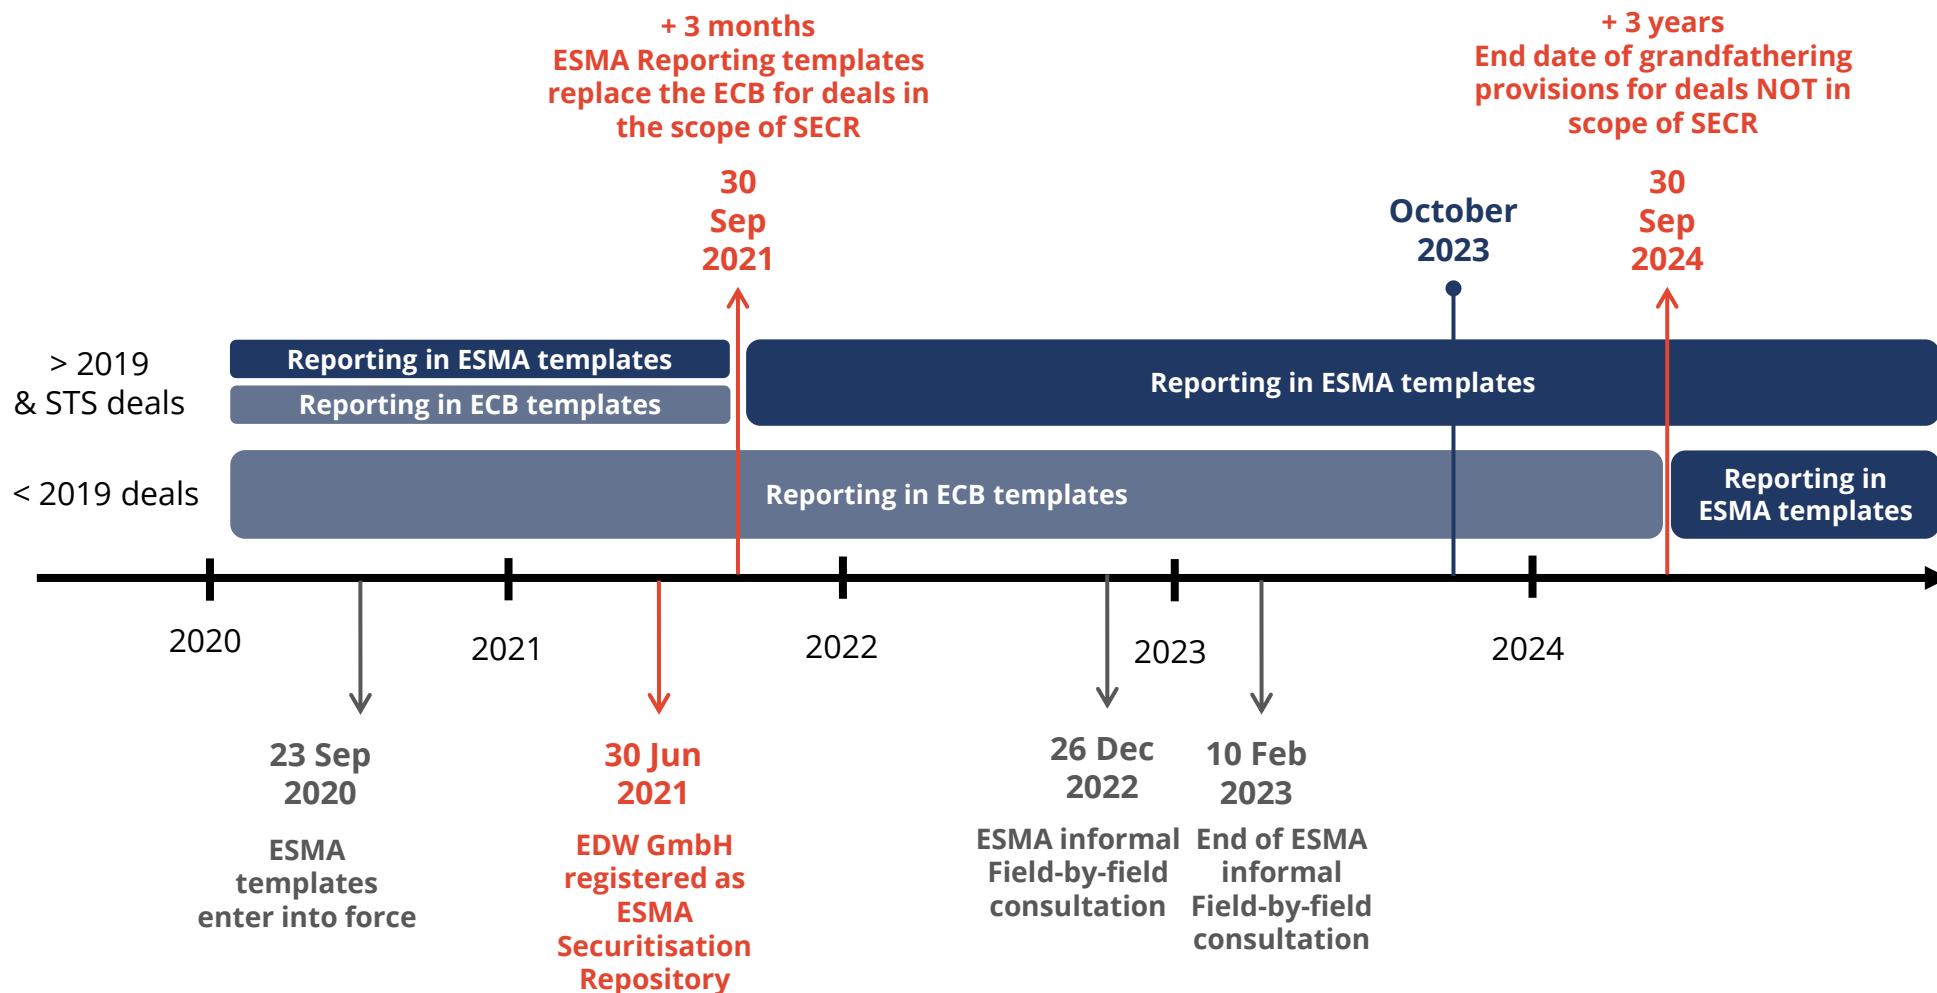 + 3 months
ESMA Reporting templates
replace the ECB for deals in
the scope of SECR
30
Sep
2021
+ 3 years
End date of grandfathering
provisions for deals NOT in
scope of SECR
30
Sep
2024
October
2023
> 2019
& STS deals
Reporting in ESMA templates
Reporting in ECB templates
Reporting in ESMA templates
< 2019 deals
Reporting in ECB templates
Reporting in
ESMA templates
2020
2021
2022
2023
2024
23 Sep
2020
ESMA
templates
enter into force
30 Jun
2021
EDW GmbH
registered as
ESMA
Securitisation
Repository
26 Dec
2022
ESMA informal
Field-by-field
consultation
10 Feb
2023
End of ESMA
informal
Field-by-field
consultation